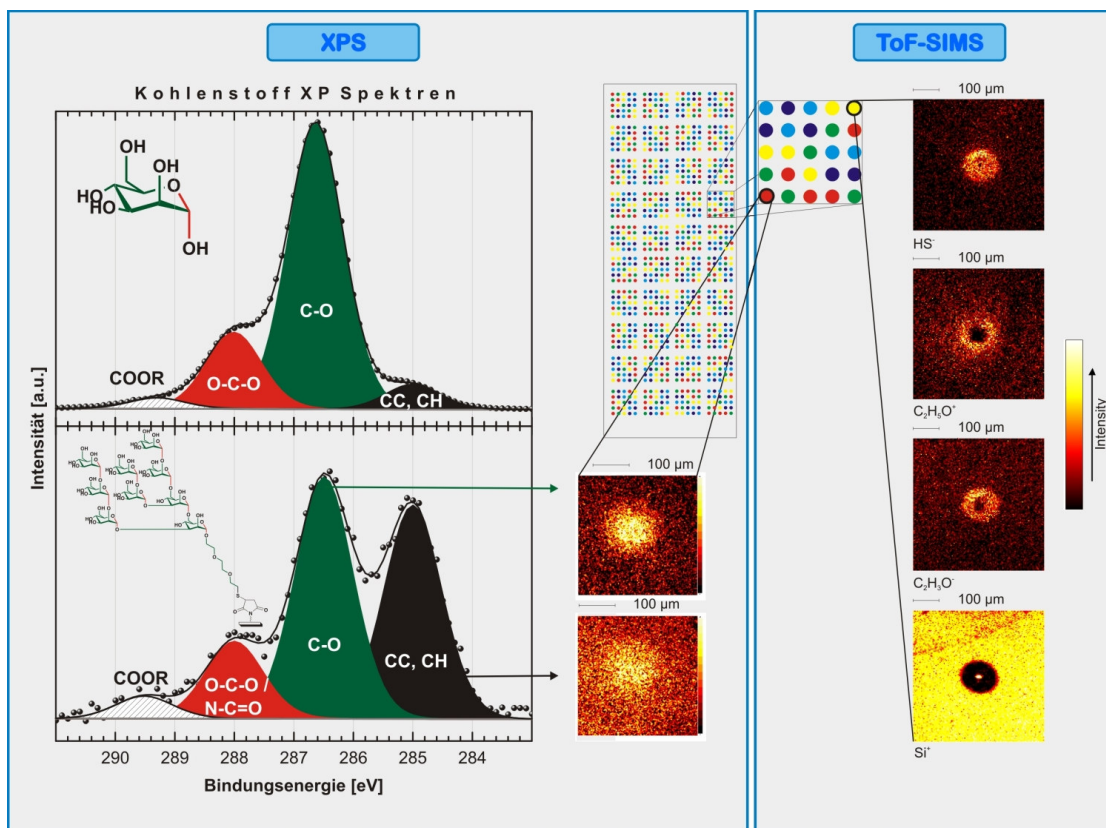 XPS
ToF-SIMS
Kohlenstoff XP Spektren
OH
OH
HO
HO
O
OH
OH
COOR
O-C-O
C-O
CC, CH
Intensität [a.u.]
COOR
O-C-O
N-C=O
C-O
CC, CH
290 289 288 287 286 285 284
Bindungsenergie [eV]
100 µm
100 µm
100 µm
HS⁻
100 µm
C₂H₅O⁺
100 µm
C₂H₃O⁻
100 µm
Si⁺
Intensity